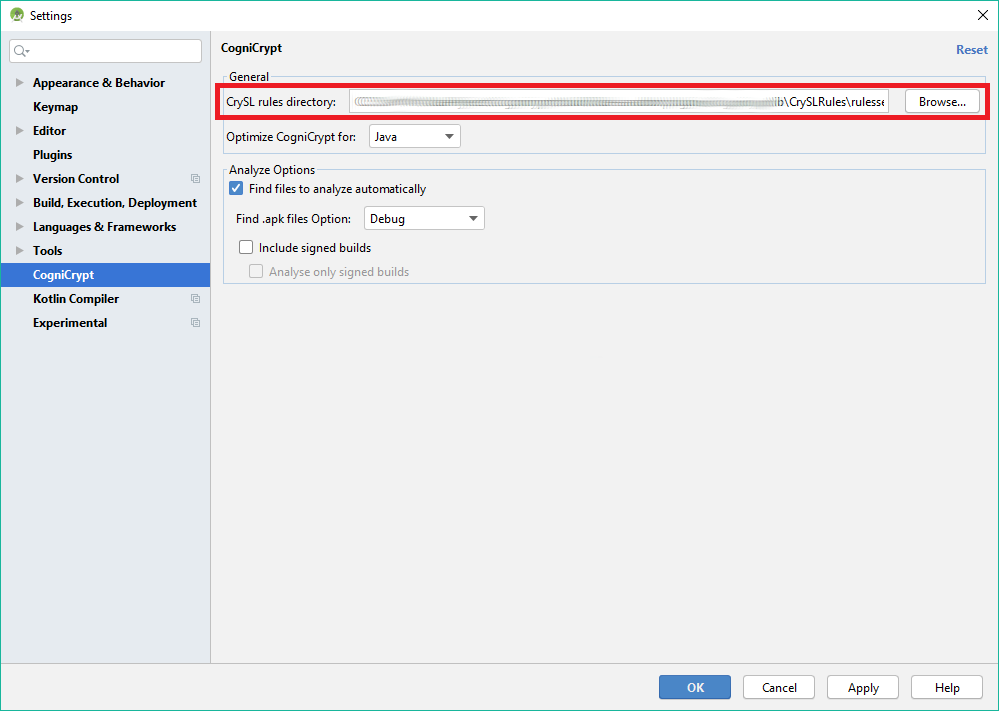 Settings
CogniCrypt
Reset
Appearance & Behavior
Keymap
Editor
Plugins
Version Control
Build, Execution, Deployment
Languages & Frameworks
Tools
CogniCrypt
Kotlin Compiler
Experimental
General
CrySL rules directory: \CrySLRules\rulesse Browse...
Optimize CogniCrypt for: Java
Analyze Options
Find files to analyze automatically
Find .apk files Option: Debug
Include signed builds
Analyse only signed builds
OK Cancel Apply Help